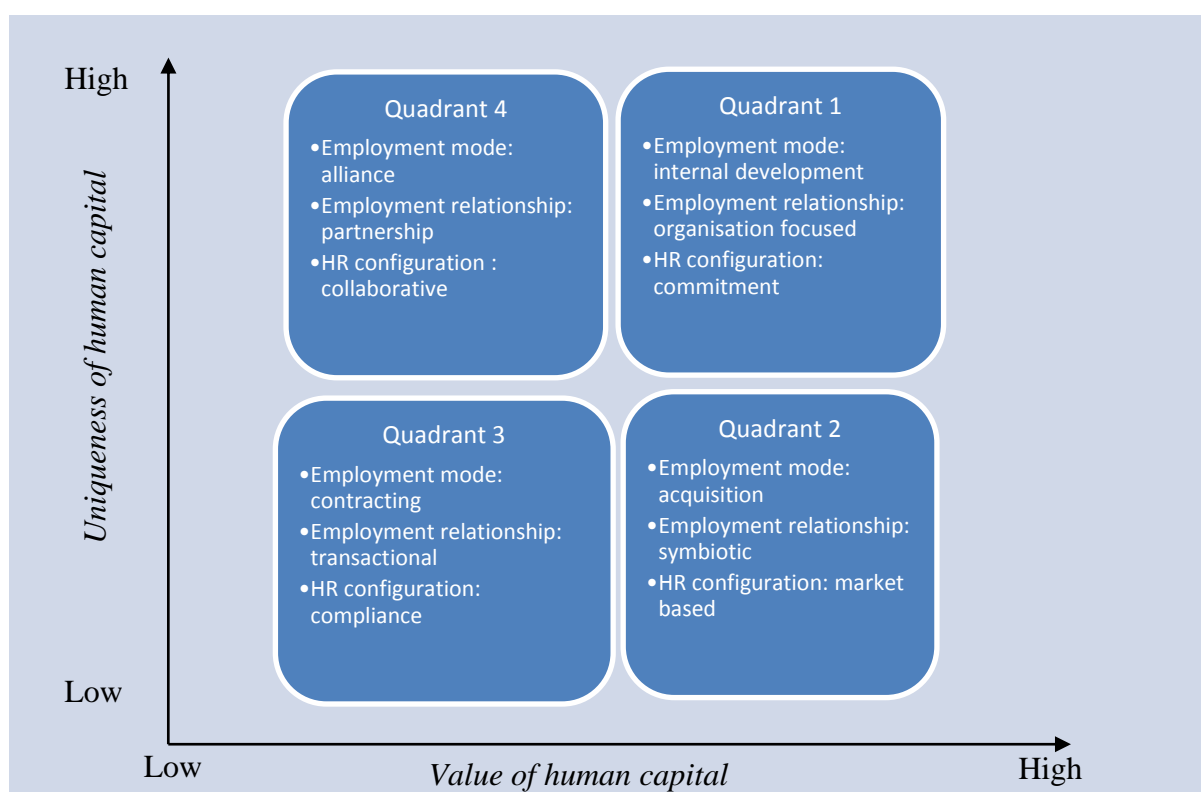 High
Uniqueness of human capital
Low
Quadrant 4
•Employment mode:
alliance
•Employment relationship:
partnership
•HR configuration :
collaborative
Quadrant 1
•Employment mode:
internal development
•Employment relationship:
organisation focused
•HR configuration:
commitment
Quadrant 3
•Employment mode:
contracting
•Employment relationship:
transactional
•HR configuration:
compliance
Quadrant 2
•Employment mode:
acquisition
•Employment relationship:
symbiotic
•HR configuration: market
based
Low
Value of human capital
High